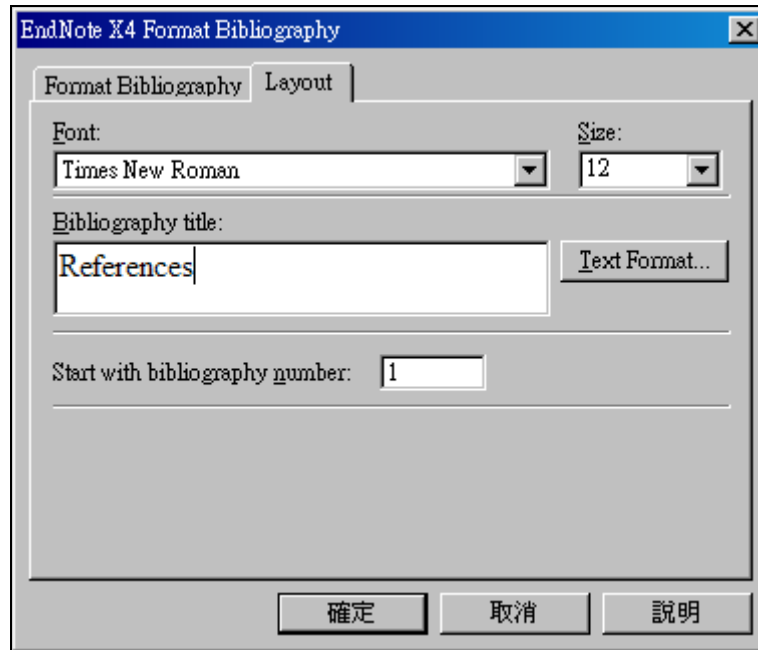 EndNote X4 Format Bibliography
Format Bibliography Layout
Font: Size:
Times New Roman 12
Bibliography title:
References Text Format...
Start with bibliography number: 1
確定 取消 說明